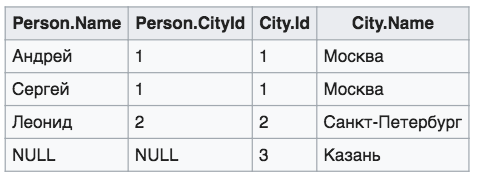 Person.Name Person.CityId City.Id City.Name
Андрей 1 1 Москва
Сергей 1 1 Москва
Леонид 2 2 Санкт-Петербург
NULL NULL 3 Казань